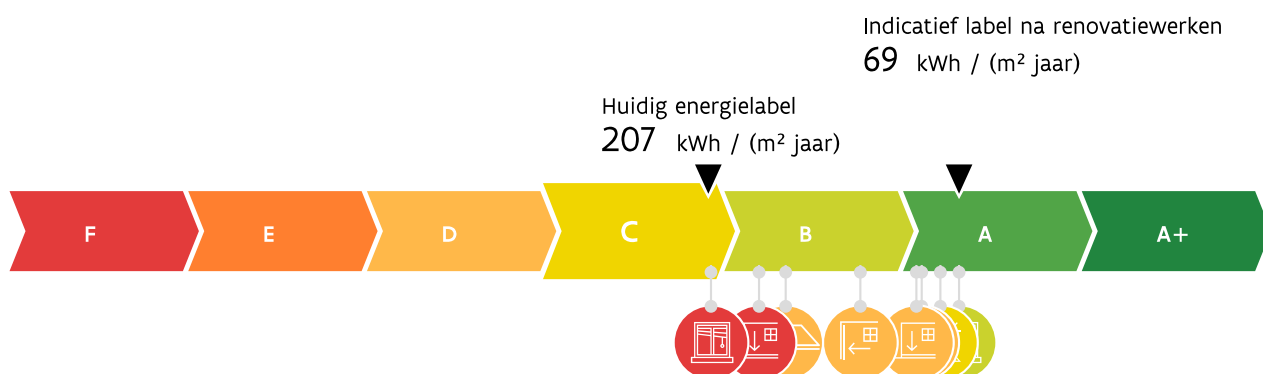 Indicatief label na renovatiewerken
69 kWh / (m² jaar)
Huidig energielabel
207 kWh / (m² jaar)
F E D C B A A+